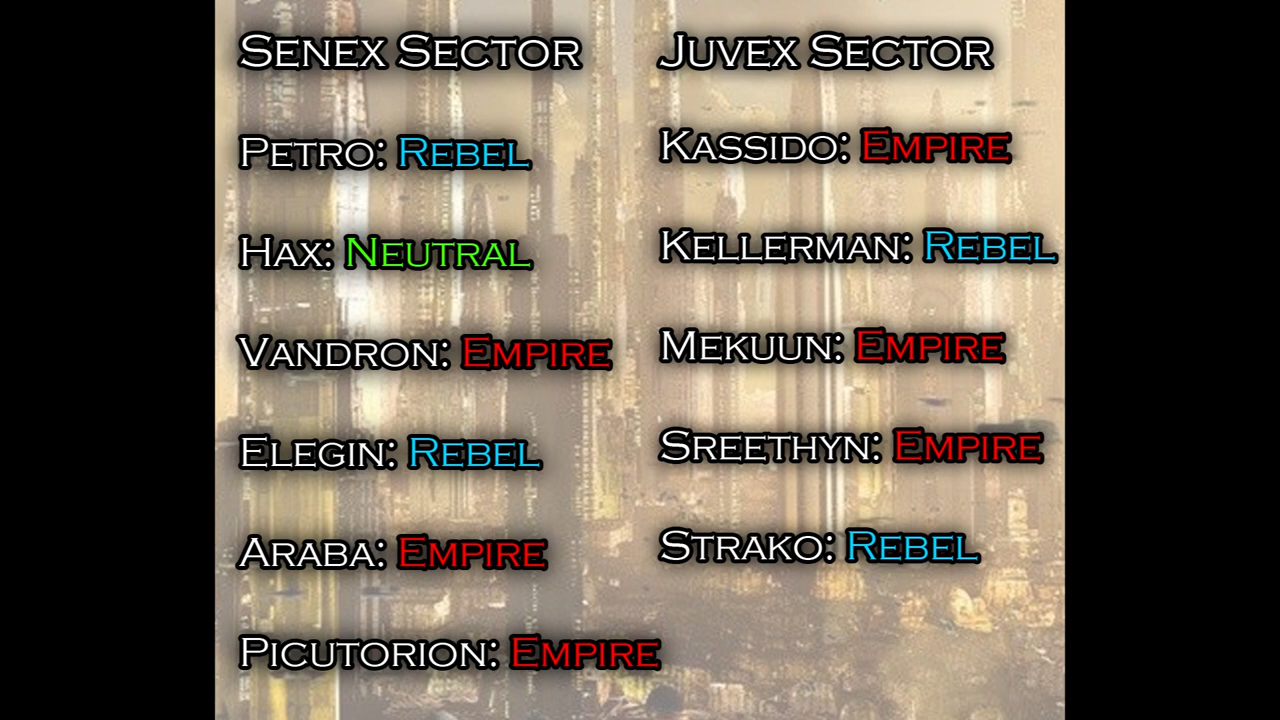 Senex Sector
Petro: Rebel
Hax: Neutral
Vandron: Empire
Elegin: Rebel
Araba: Empire
Picutorion: Empire
Juvex Sector
Kassido: Empire
Kellerman: Rebel
Mekuun: Empire
Sreethyn: Empire
Strako: Rebel